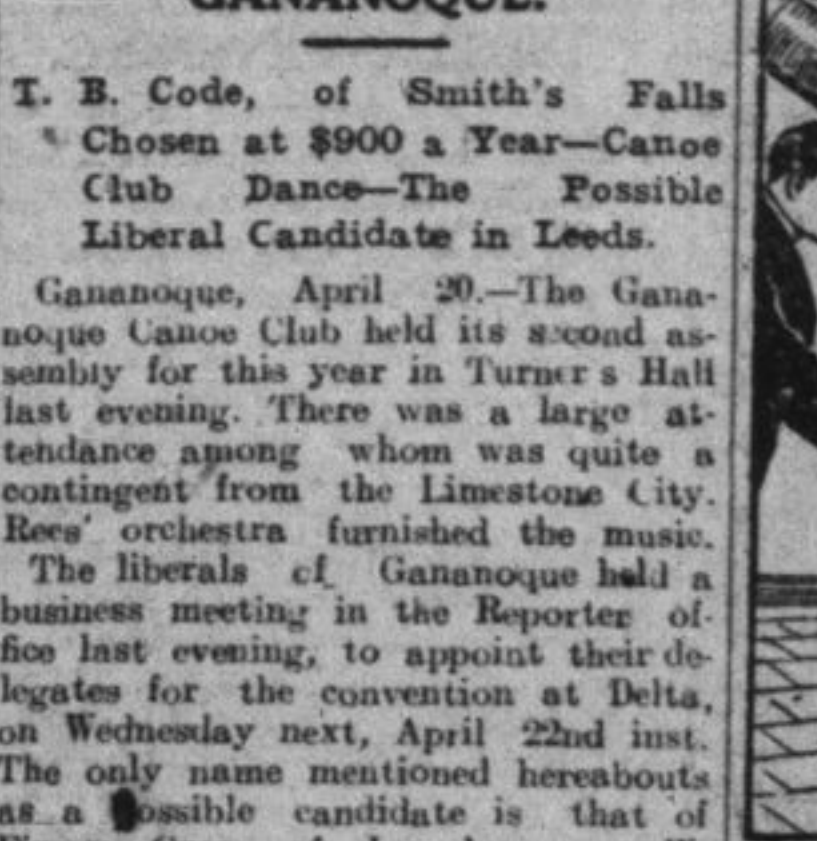 GANANOQUE.
T. B. Code, of Smith's Falls
Chosen at $900 a Year—Canoe
Club Dance—The Possible
Liberal Candidate in Leeds.
Gananoque, April 20.—The Gana-
noque Canoe Club held its second as-
sembly for this year in Turner s Hall
last evening. There was a large at-
tendance among whom was quite a
contingent from the Limestone City.
Rees' orchestra furnished the music.
The liberals of Gananoque held a
business meeting in the Reporter of-
fice last evening, to appoint their de-
legates for the convention at Delta,
on Wednesday next, April 22nd inst.
The only name mentioned hereabouts
as a possible candidate is that of